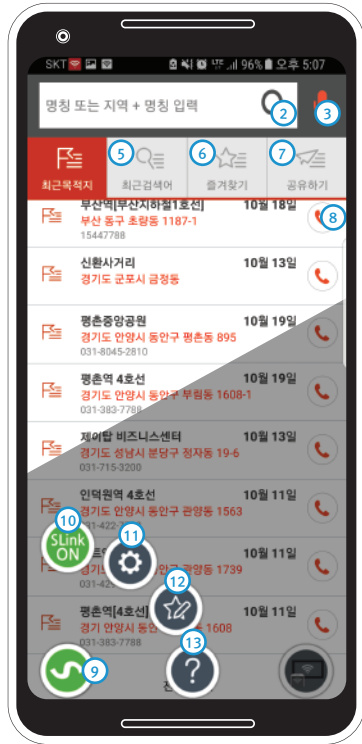 SKT LTE 96% 오후 5:07
명칭 또는 지역 + 명칭 입력 2 3
5 6 7
최근목적지 최근검색어 즐겨찾기 공유하기
부산역[부산지하철1호선] 10월 18일
부산 동구 초량동 1187-1 8
15447788
신환사거리 10월 13일
경기도 군포시 금정동
평촌중앙공원 10월 19일
경기도 안양시 동안구 평촌동 895
031-8045-2810
평촌역 4호선 10월 19일
경기도 안양시 동안구 부림동 1608-1
031-383-7788
제이탑 비즈니스센터 10월 13일
경기도 성남시 분당구 정자동 19-6
031-715-3200
인덕원역 4호선 10월 11일
경기도 안양시 동안구 관양동 1563
10 SLink ON
11
10월 11일
관양동 1739
12
평촌역[4호선] 10월 11일
경기 안양시 동안 1608
031-383-7788
13
9 ?